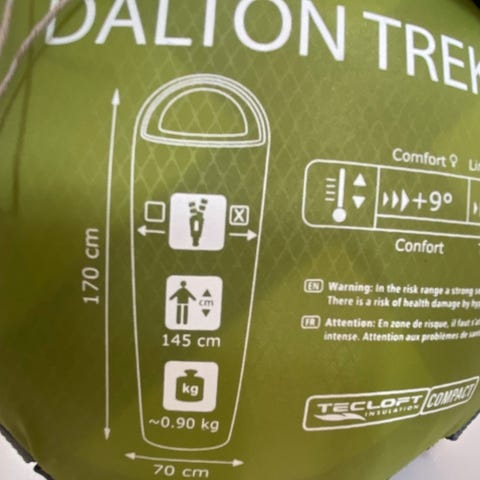 DALTON TREK
Comfort ♀
+9°
Confort
170 cm
X
cm
145 cm
kg
~0.90 kg
70 cm
EN Warning: In the risk range a strong
There is a risk of health damage by
FR Attention: En zone de risque, il faut
intense. Attention aux problèmes de
TECLOFT COMPACT
INSULATION